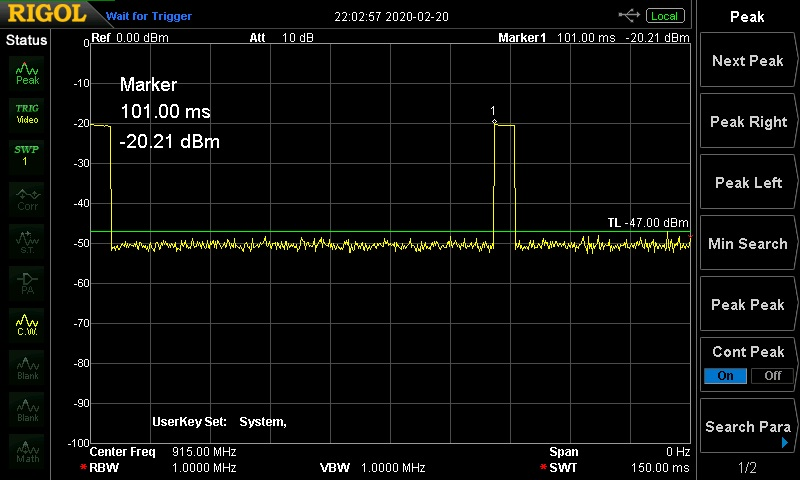 RIGOL
Wait for Trigger
22:02:57 2020-02-20
Local
Peak
Status
Ref 0.00 dBm
Att 10 dB
Marker1 101.00 ms -20.21 dBm
Peak
TRIG
Video
SWP
1
Corr
S.T.
PA
C.W.
Blank
Blank
Math
0
-10
-20
-30
-40
-50
-60
-70
-80
-90
-100
Marker
101.00 ms
-20.21 dBm
1
TL -47.00 dBm
UserKey Set: System,
Center Freq 915.00 MHz
Span 0 Hz
*RBW 1.0000 MHz
VBW 1.0000 MHz
*SWT 150.00 ms
Next Peak
Peak Right
Peak Left
Min Search
Peak Peak
Cont Peak
On Off
Search Para
1/2